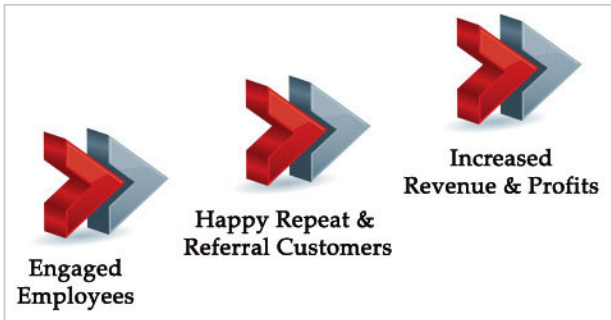 Engaged
Employees
Happy Repeat &
Referral Customers
Increased
Revenue & Profits